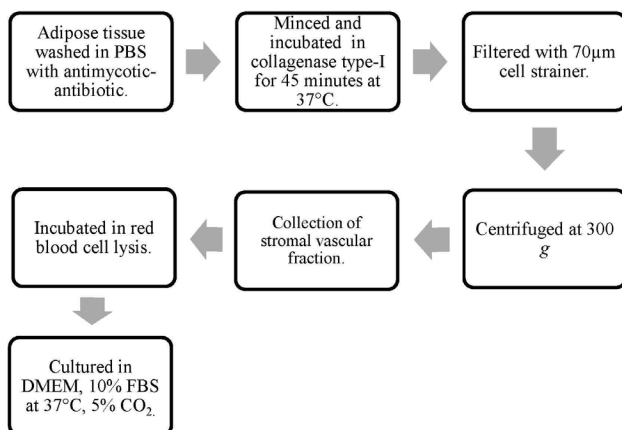 Adipose tissue
washed in PBS
with antimycotic-
antibiotic.
Minced and
incubated in
collagenase type-I
for 45 minutes at
37°C.
Filtered with 70µm
cell strainer.
Centrifuged at 300
g
Collection of
stromal vascular
fraction.
Incubated in red
blood cell lysis.
Cultured in
DMEM, 10% FBS
at 37°C, 5% CO₂.